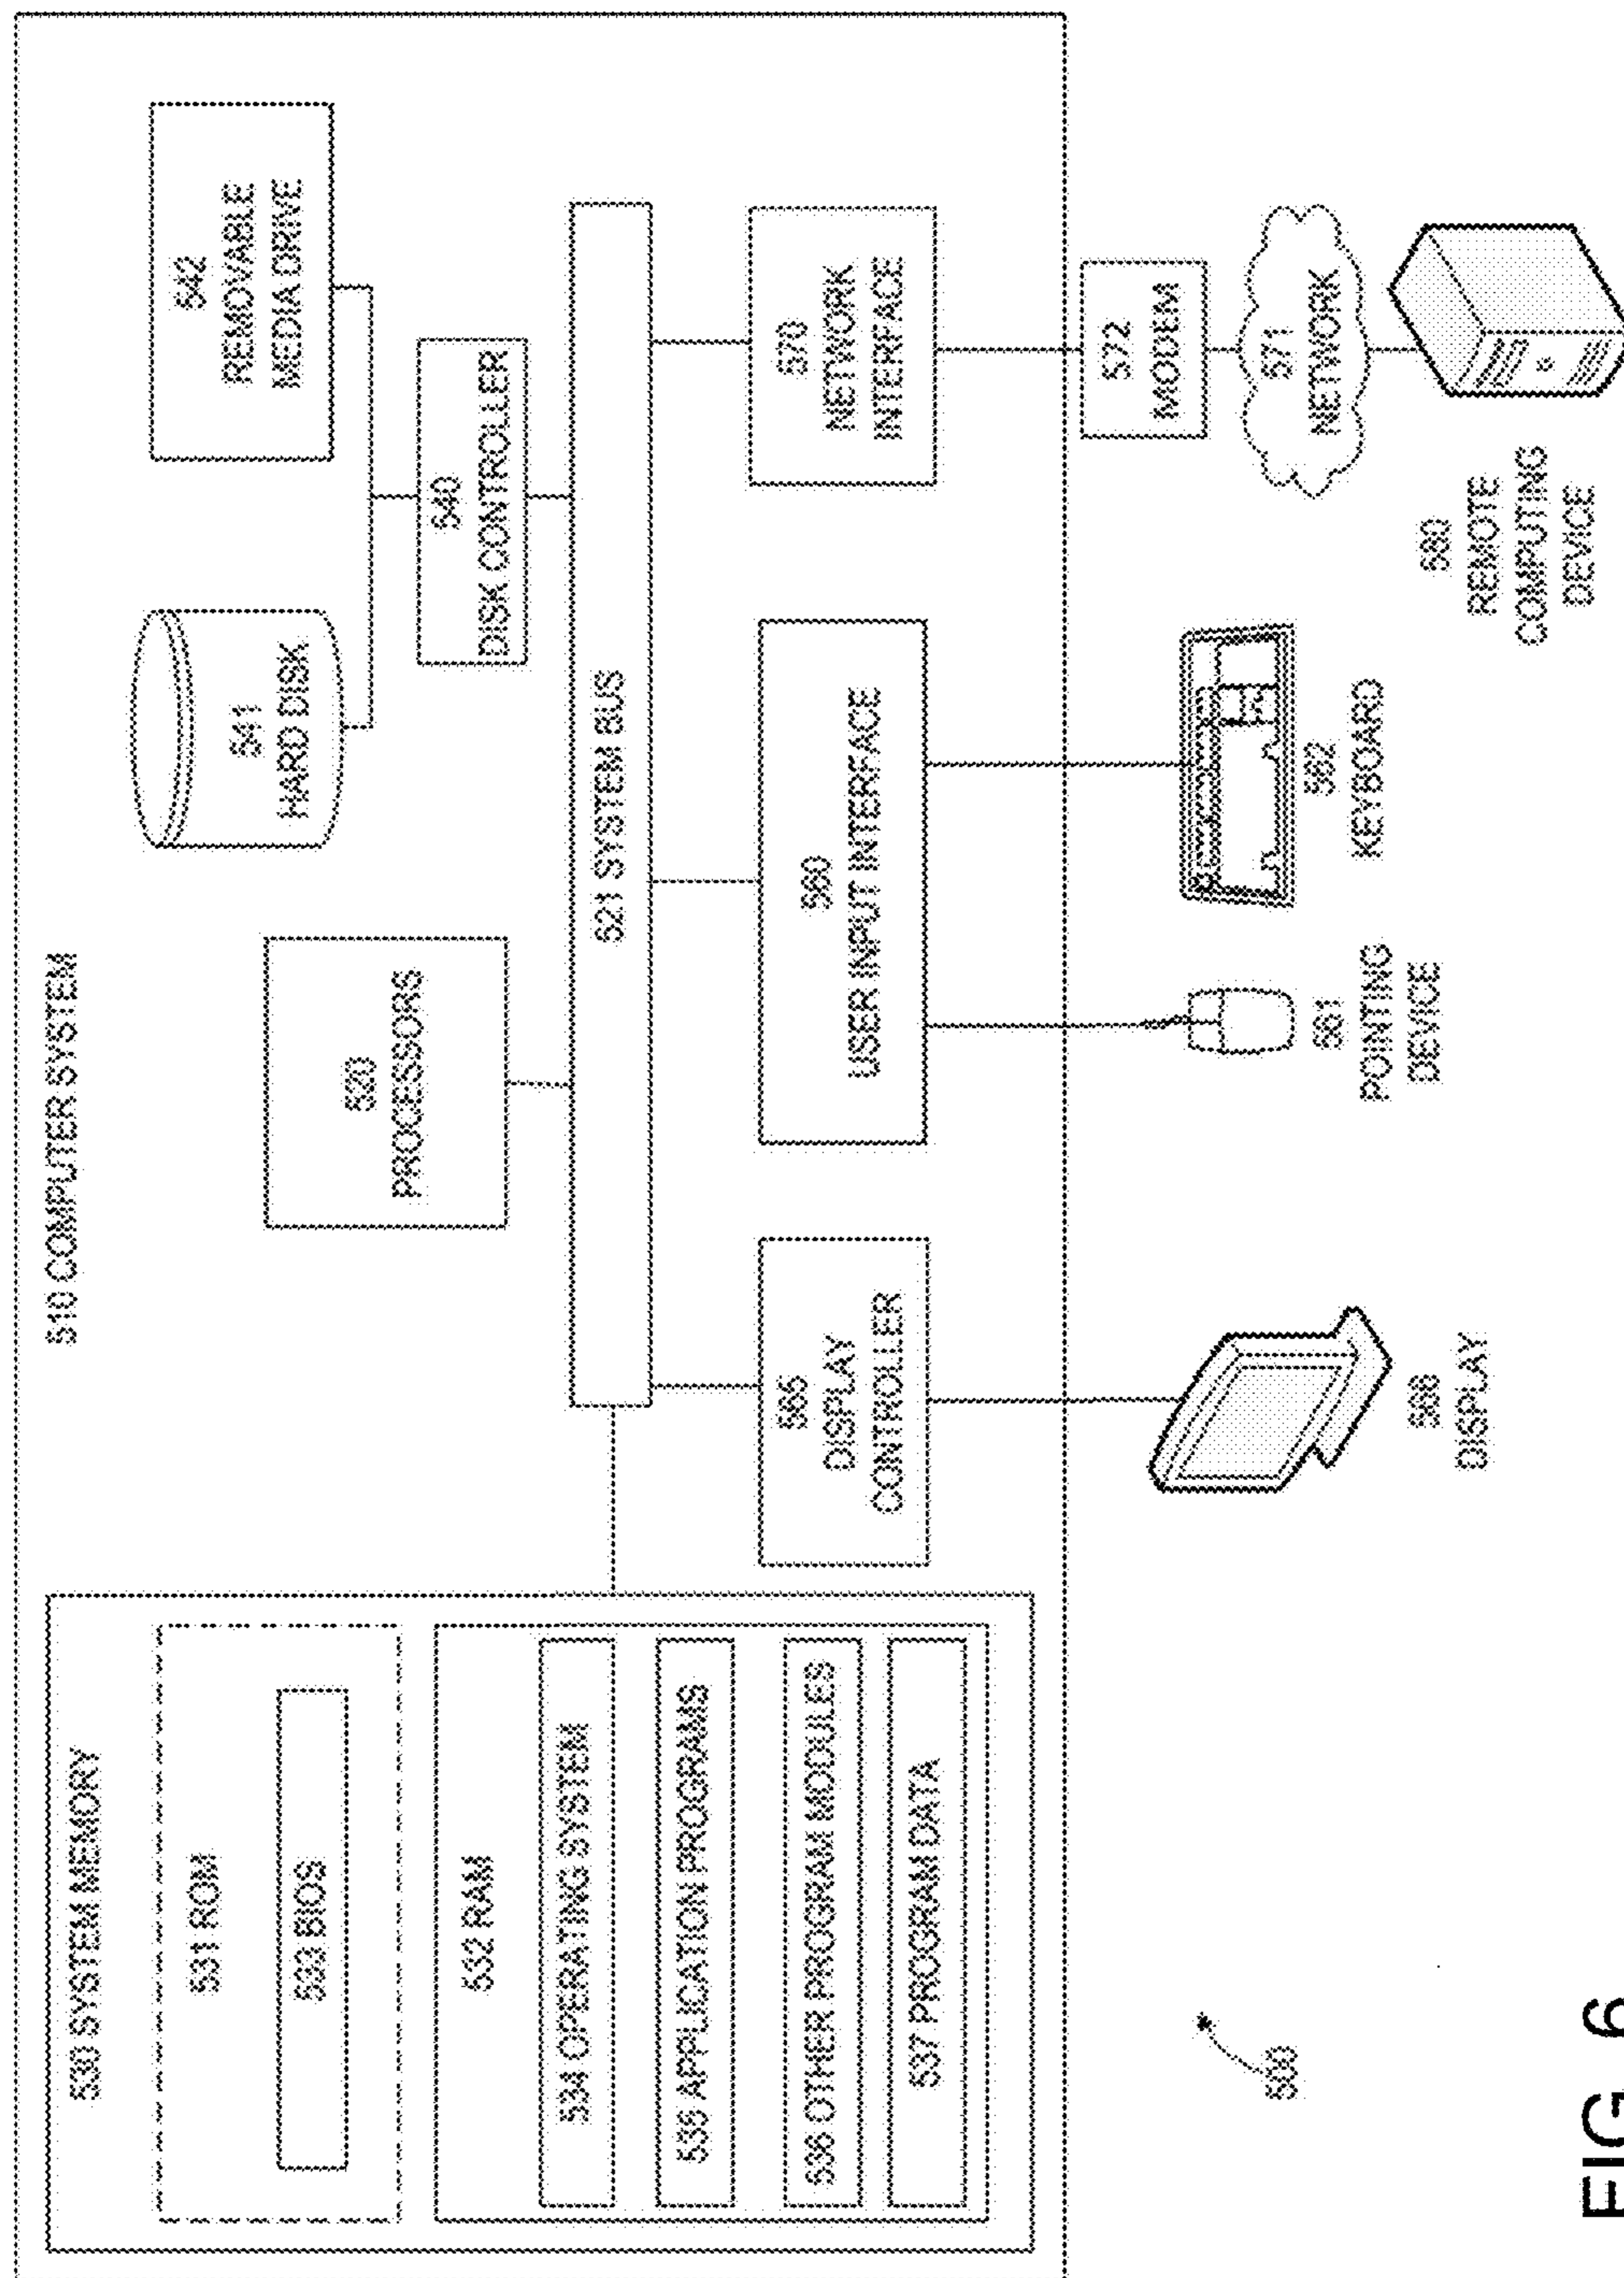 510 COMPUTER SYSTEM
530 SYSTEM MEMORY
531 ROM
533 BIOS
532 RAM
534 OPERATING SYSTEM
535 APPLICATION PROGRAMS
536 OTHER PROGRAM MODULES
537 PROGRAM DATA
520
PROCESSORS
541
HARD DISK
542
REMOVABLE
MEDIA DRIVE
540
DISK CONTROLLER
521 SYSTEM BUS
565
DISPLAY
CONTROLLER
560
USER INPUT INTERFACE
570
NETWORK
INTERFACE
572
MODEM
571
NETWORK
566
DISPLAY
561
POINTING
DEVICE
562
KEYBOARD
580
REMOTE
COMPUTING
DEVICE
500
FIG. 6